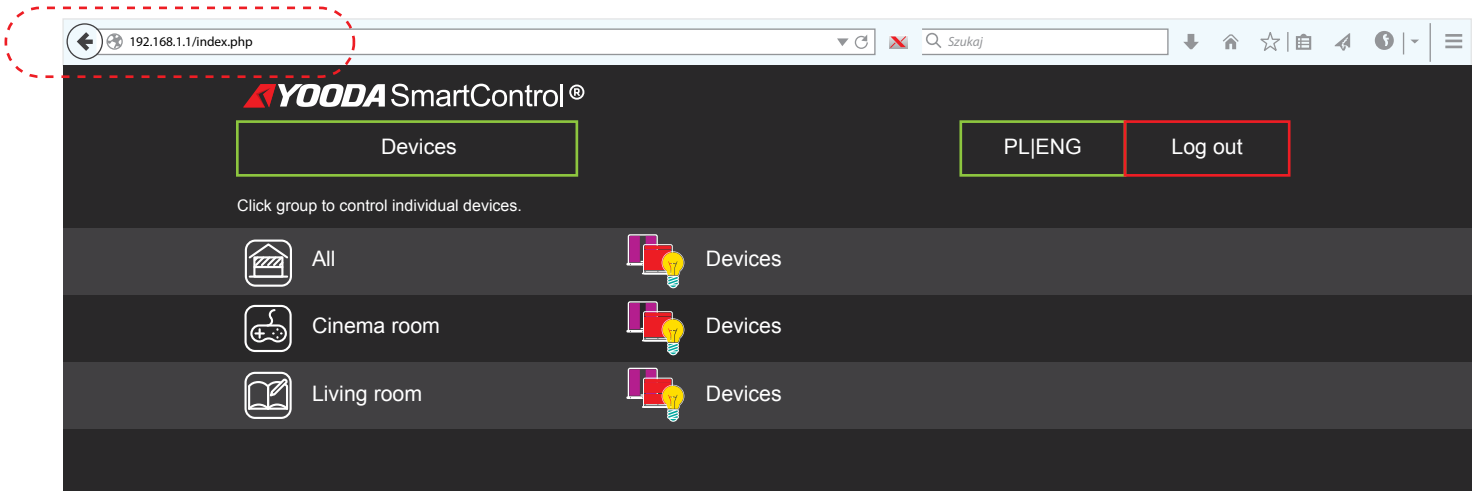 192.168.1.1/index.php
Szukaj
YOODA SmartControl ®
Devices
PL|ENG
Log out
Click group to control individual devices.
All
Devices
Cinema room
Devices
Living room
Devices